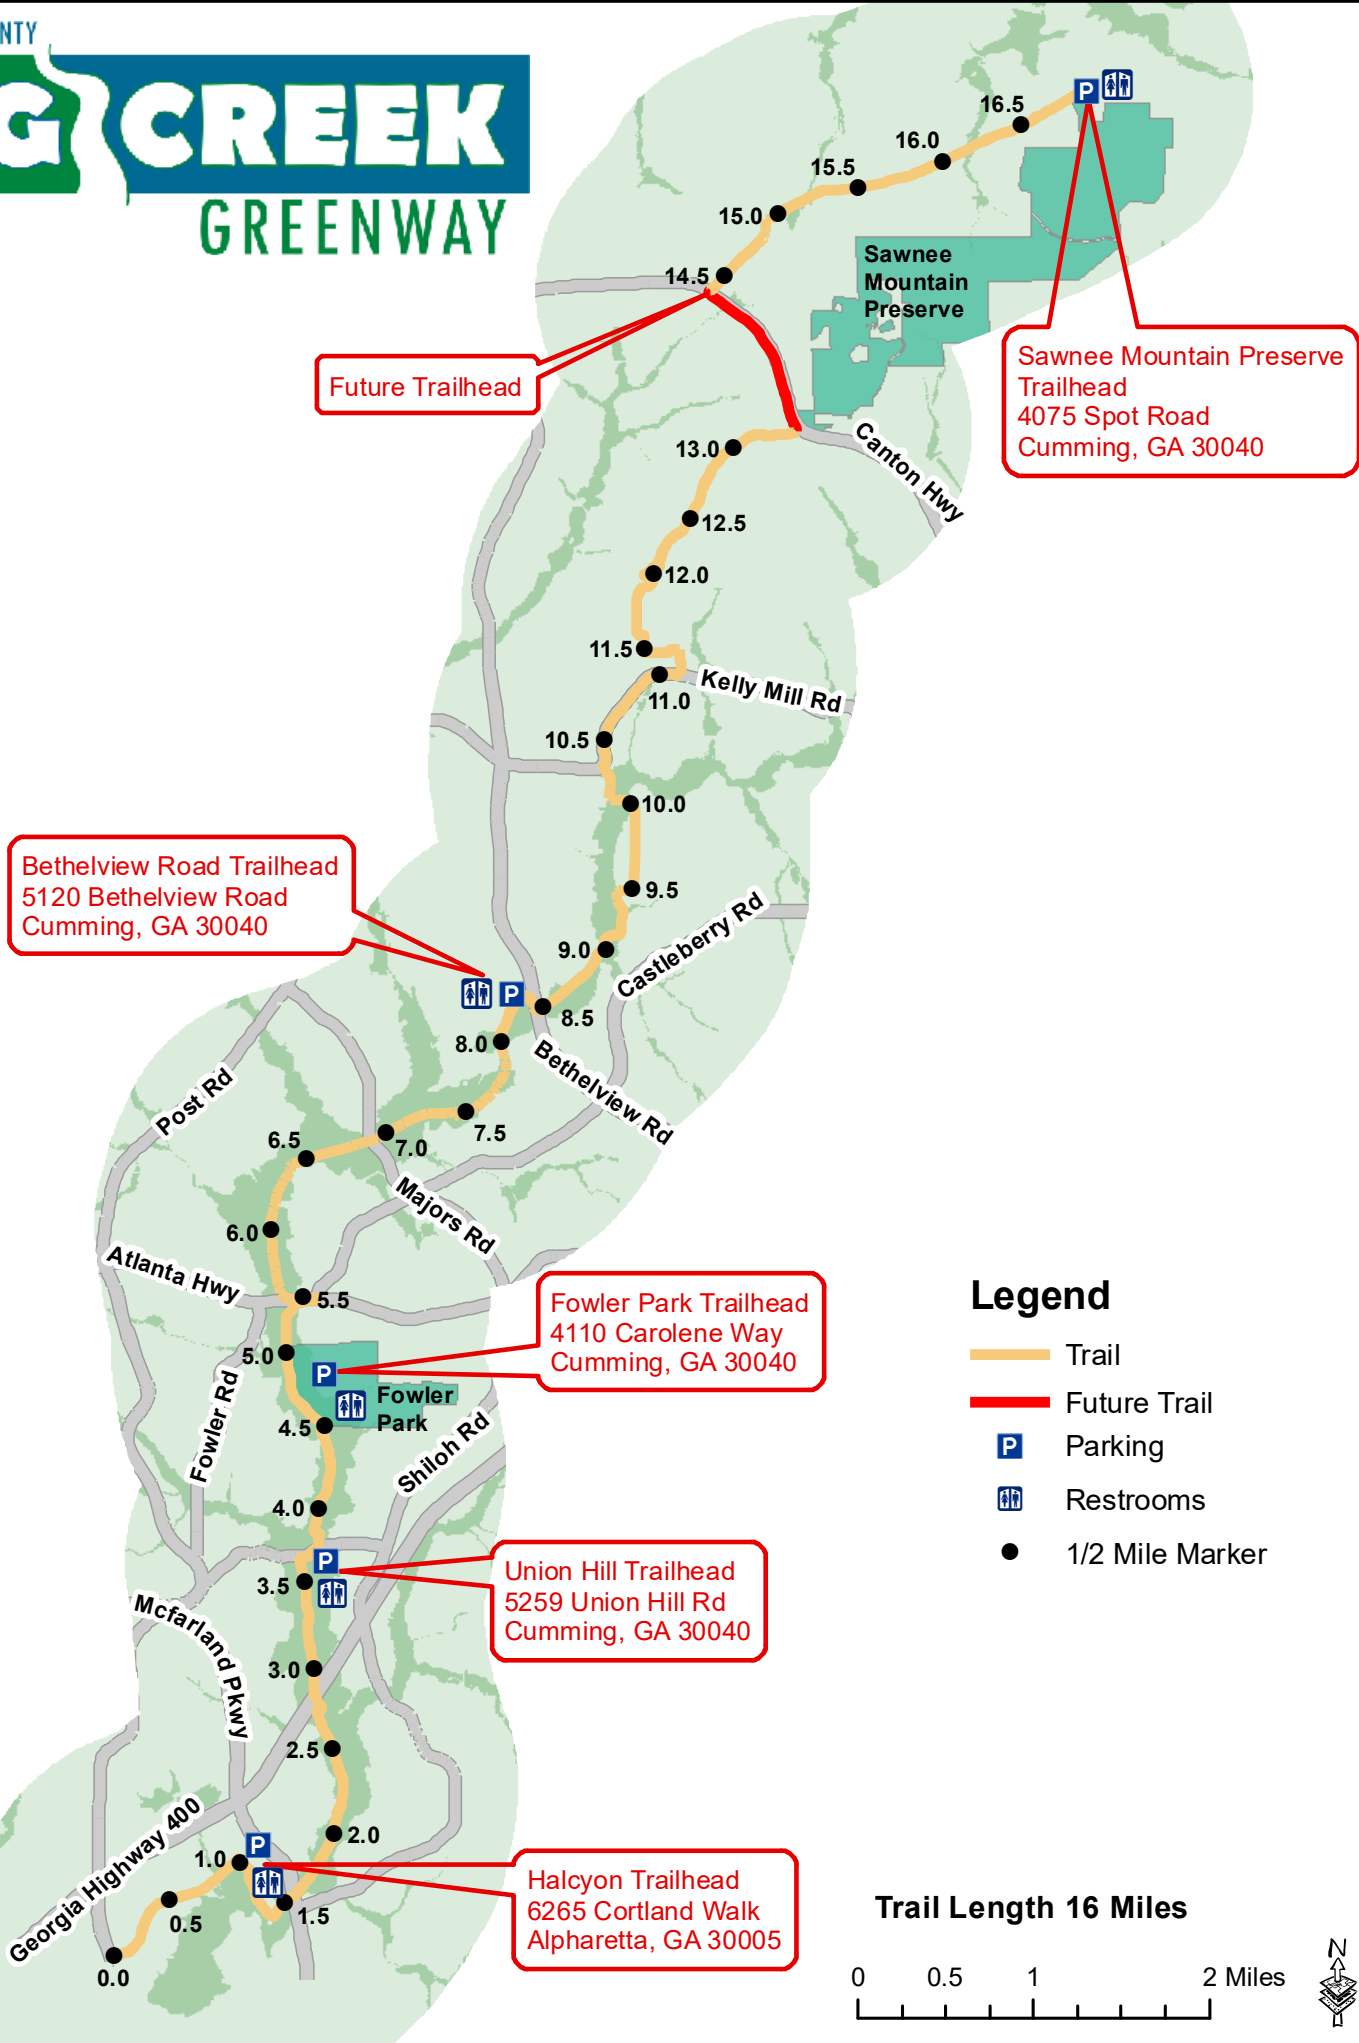 NTY
G CREEK
GREENWAY
16.5
16.0
15.5
15.0
14.5
Sawnee
Mountain
Preserve
Sawnee Mountain Preserve
Trailhead
4075 Spot Road
Cumming, GA 30040
Future Trailhead
Canton Hwy
13.0
12.5
12.0
11.5
Kelly Mill Rd
11.0
10.5
10.0
9.5
9.0
Castleberry Rd
Bethelview Road Trailhead
5120 Bethelview Road
Cumming, GA 30040
P
8.5
8.0
Bethelview Rd
Post Rd
7.5
7.0
6.5
Majors Rd
6.0
Atlanta Hwy
5.5
Fowler Park Trailhead
4110 Carolene Way
Cumming, GA 30040
5.0
P
Fowler
Park
4.5
Fowler Rd
Shiloh Rd
4.0
P
3.5
Union Hill Trailhead
5259 Union Hill Rd
Cumming, GA 30040
Mcfarland Pkwy
3.0
2.5
2.0
Georgia Highway 400
P
1.0
Halcyon Trailhead
6265 Cortland Walk
Alpharetta, GA 30005
1.5
0.5
0.0
P
Legend
Trail
Future Trail
P Parking
Restrooms
1/2 Mile Marker
Trail Length 16 Miles
0 0.5 1 2 Miles
N